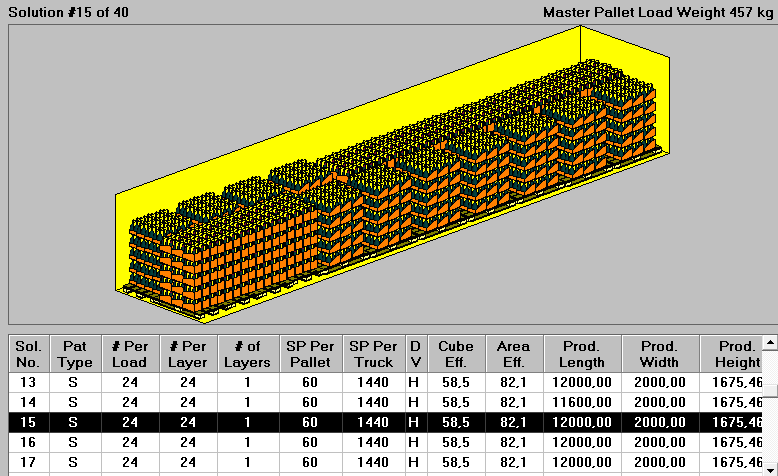 Solution #15 of 40 Master Pallet Load Weight 457 kg
Sol. No. Pat Type # Per Load # Per Layer # of Layers SP Per Pallet SP Per Truck D V Cube Eff. Area Eff. Prod. Length Prod. Width Prod. Height
13 S 24 24 1 60 1440 H 58,5 82,1 12000,00 2000,00 1675,46
14 S 24 24 1 60 1440 H 58,5 82,1 11600,00 2000,00 1675,46
15 S 24 24 1 60 1440 H 58,5 82,1 12000,00 2000,00 1675,46
16 S 24 24 1 60 1440 H 58,5 82,1 12000,00 2000,00 1675,46
17 S 24 24 1 60 1440 H 58,5 82,1 12000,00 2000,00 1675,46